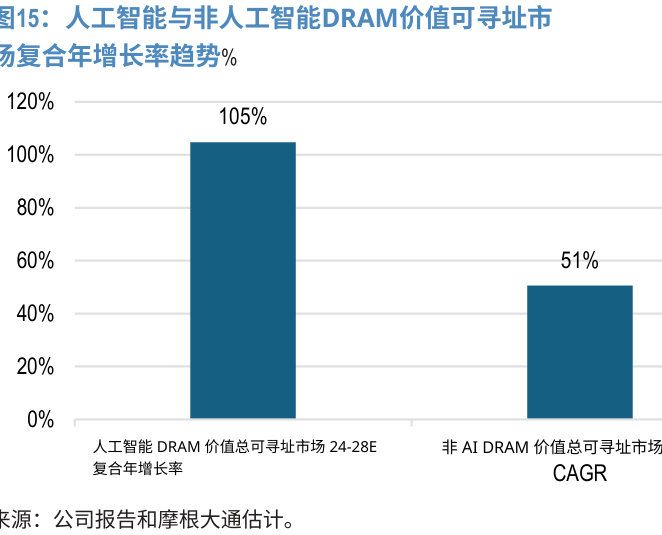 图15：人工智能与非人工智能DRAM价值可寻址市
场复合年增长率趋势%
120%
105%
100%
80%
60%
51%
40%
20%
0%
人工智能 DRAM 价值总可寻址市场 24-28E
复合年增长率
非 AI DRAM 价值总可寻址市场
CAGR
来源：公司报告和摩根大通估计。